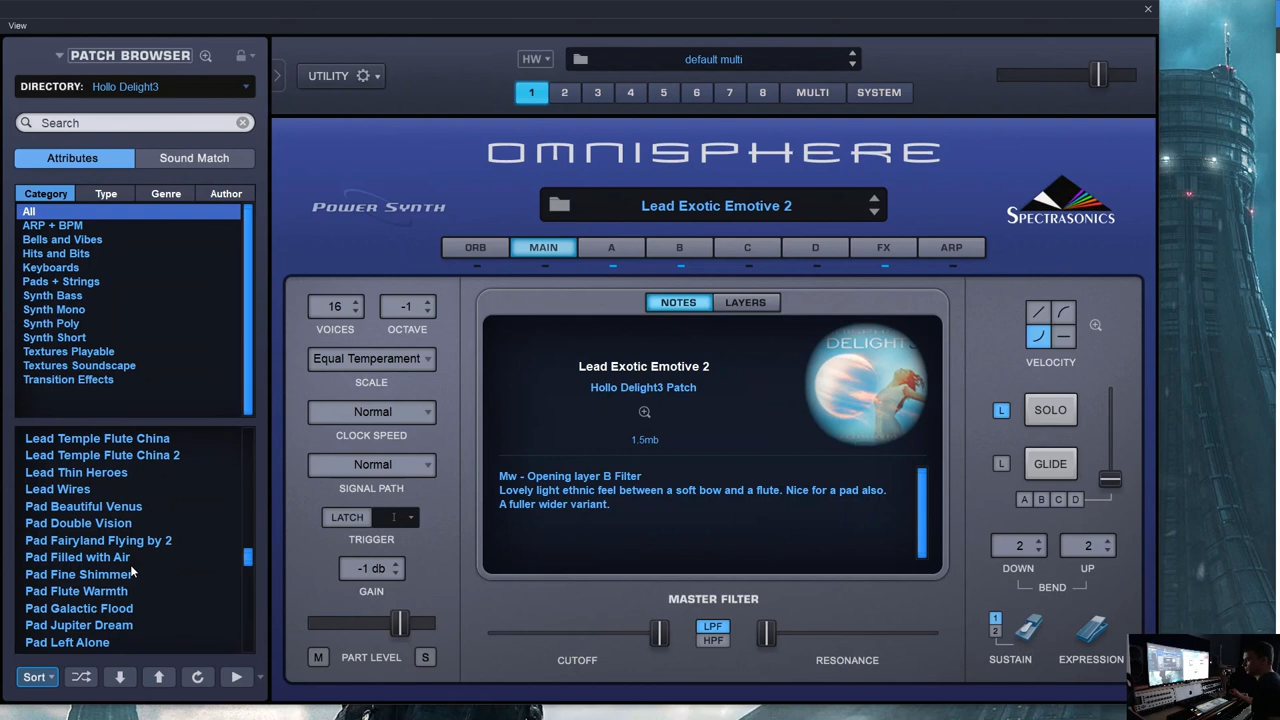 View
PATCH BROWSER
DIRECTORY: Hollo Delight3
Search
Attributes Sound Match
Category Type Genre Author
All
ARP + BPM
Bells and Vibes
Hits and Bits
Keyboards
Pads + Strings
Synth Bass
Synth Mono
Synth Poly
Synth Short
Textures Playable
Textures Soundscape
Transition Effects
Lead Temple Flute China
Lead Temple Flute China 2
Lead Thin Heroes
Lead Wires
Pad Beautiful Venus
Pad Double Vision
Pad Fairyland Flying by 2
Pad Filled with Air
Pad Fine Shimmer
Pad Flute Warmth
Pad Galactic Flood
Pad Jupiter Dream
Pad Left Alone
Sort
UTILITY
HW
default multi
1 2 3 4 5 6 7 8 MULTI SYSTEM
OMNISPHERE
POWER SYNTH
Lead Exotic Emotive 2
SPECTRASONICS
ORB MAIN A B C D FX ARP
16 -1
VOICES OCTAVE
Equal Temperament
SCALE
Normal
CLOCK SPEED
Normal
SIGNAL PATH
LATCH
TRIGGER
-1 db
GAIN
M PART LEVEL S
NOTES LAYERS
Lead Exotic Emotive 2
Hollo Delight3 Patch
1.5mb
DELIGHTS
Mw - Opening layer B Filter
Lovely light ethnic feel between a soft bow and a flute. Nice for a pad also.
A fuller wider variant.
MASTER FILTER
LPF
HPF
CUTOFF RESONANCE
VELOCITY
L SOLO
L GLIDE
A B C D
2 2
DOWN UP
BEND
1
2
SUSTAIN EXPRESSION